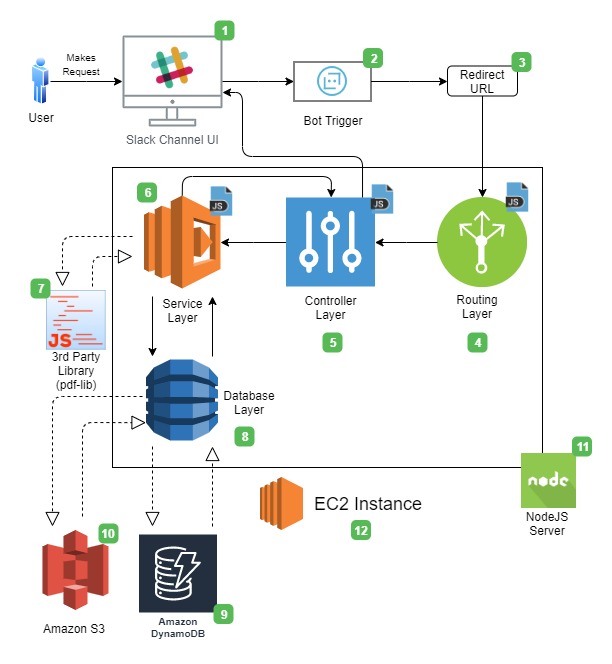 1
Makes
Request
2
3
Redirect
URL
User
Slack Channel UI
Bot Trigger
6
JS
JS
JS
7
JS
3rd Party
Library
(pdf-lib)
Service
Layer
Controller
Layer
5
Routing
Layer
4
Database
Layer
8
11
node
NodeJS
Server
EC2 Instance
12
10
Amazon S3
9
Amazon
DynamoDB